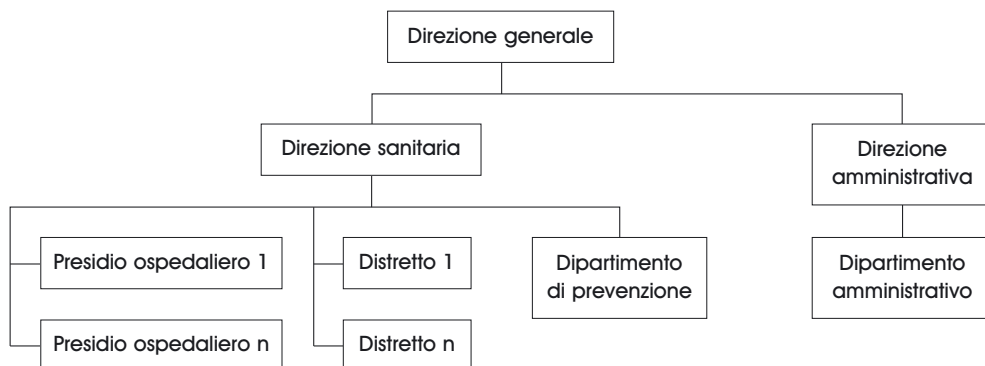 Direzione generale
Direzione sanitaria
Direzione
amministrativa
Presidio ospedaliero 1
Distretto 1
Dipartimento
di prevenzione
Dipartimento
amministrativo
Presidio ospedaliero n
Distretto n